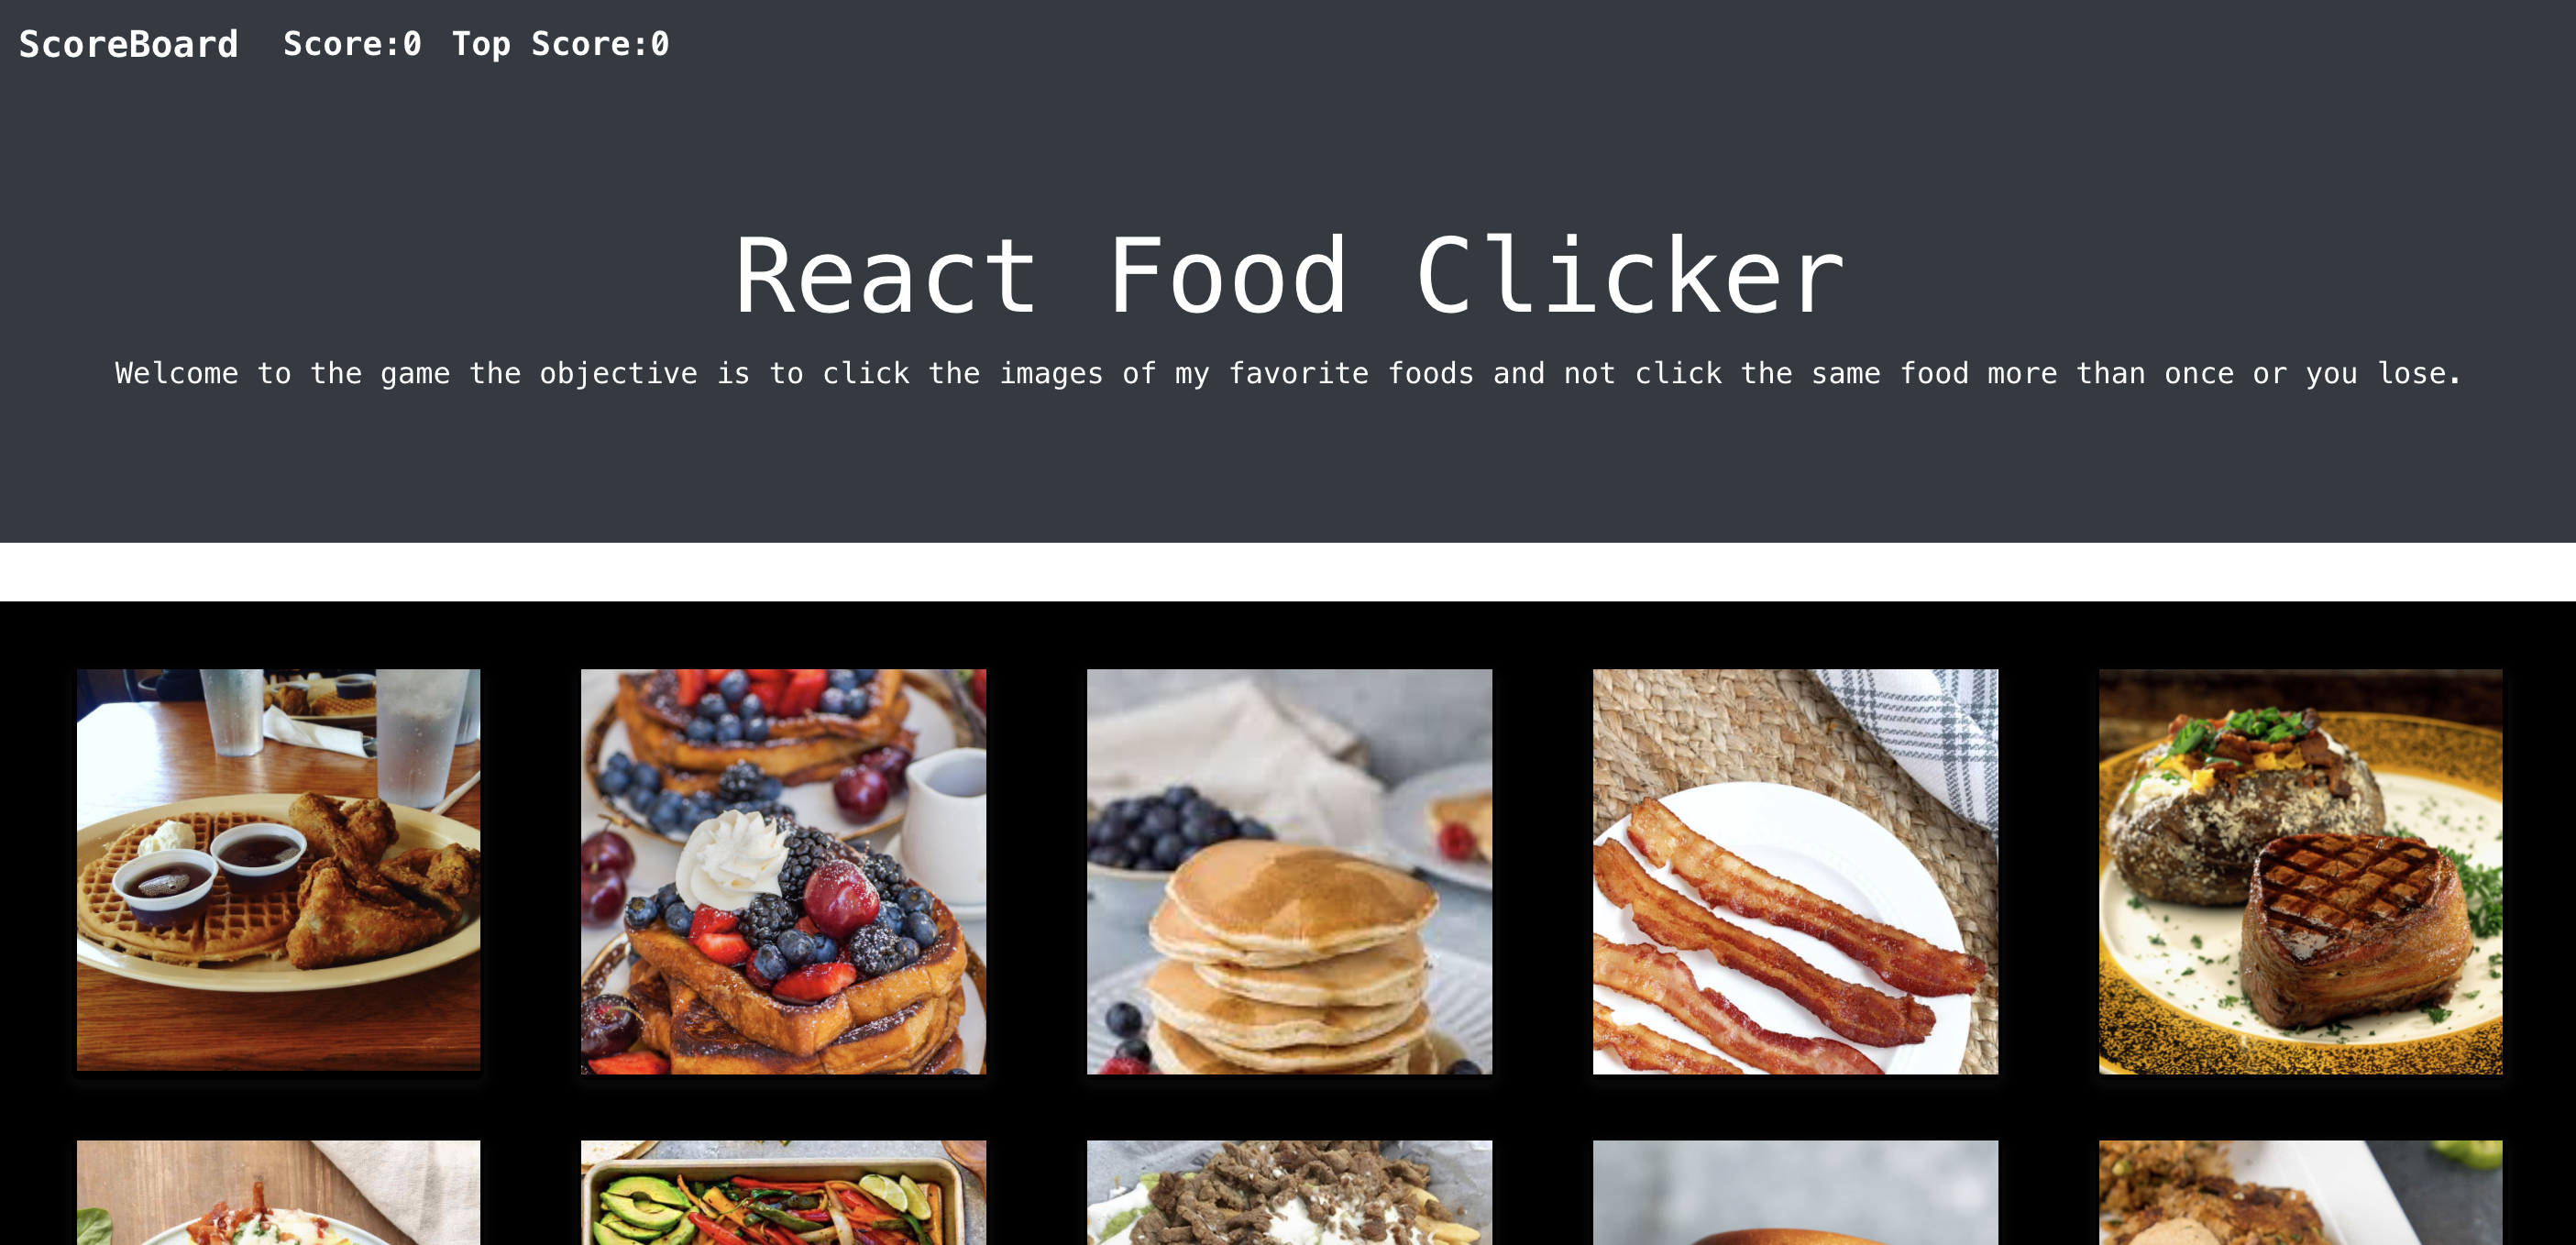 ScoreBoard Score:0 Top Score:0
React Food Clicker
Welcome to the game the objective is to click the images of my favorite foods and not click the same food more than once or you lose.